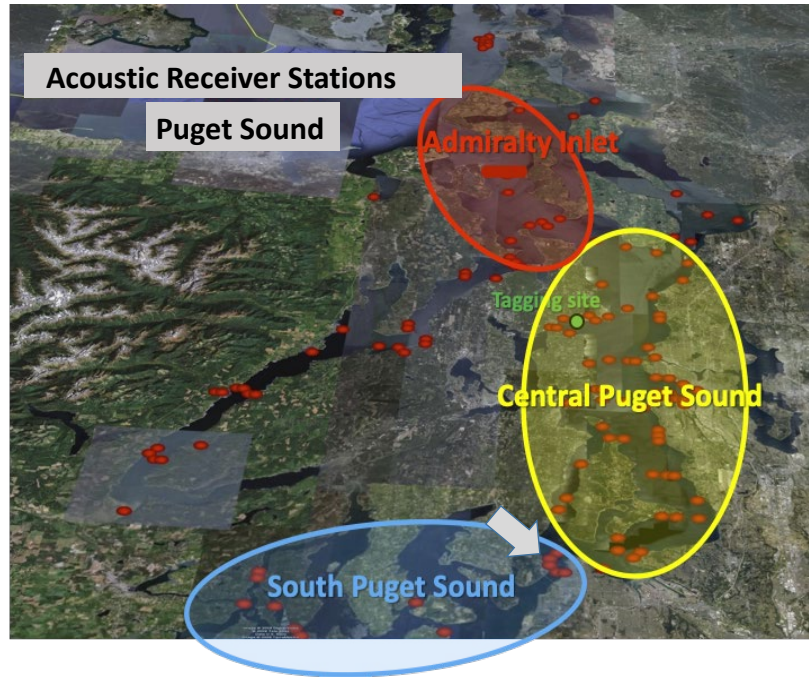 Acoustic Receiver Stations
Puget Sound
Admiralty Inlet
Tagging site
Central Puget Sound
South Puget Sound